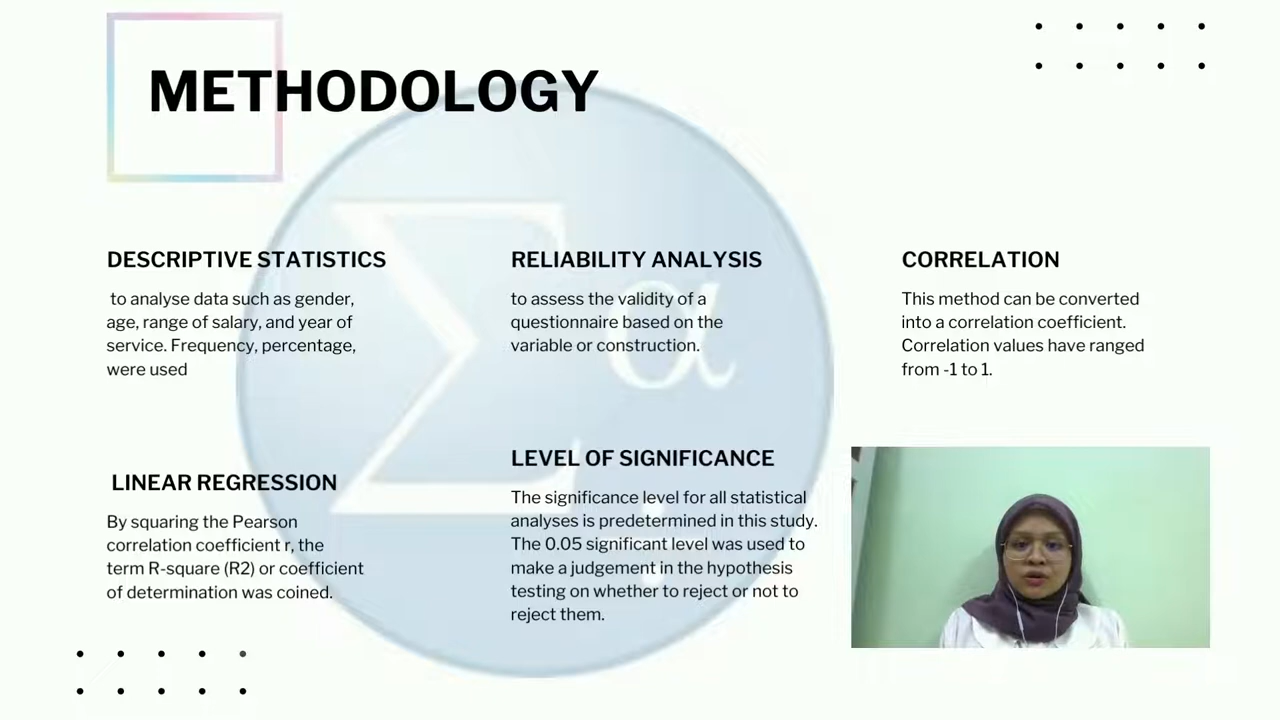 METHODOLOGY
DESCRIPTIVE STATISTICS
to analyse data such as gender,
age, range of salary, and year of
service. Frequency, percentage,
were used
RELIABILITY ANALYSIS
to assess the validity of a
questionnaire based on the
variable or construction.
CORRELATION
This method can be converted
into a correlation coefficient.
Correlation values have ranged
from -1 to 1.
LINEAR REGRESSION
By squaring the Pearson
correlation coefficient r, the
term R-square (R2) or coefficient
of determination was coined.
LEVEL OF SIGNIFICANCE
The significance level for all statistical
analyses is predetermined in this study.
The 0.05 significant level was used to
make a judgement in the hypothesis
testing on whether to reject or not to
reject them.
Σ α